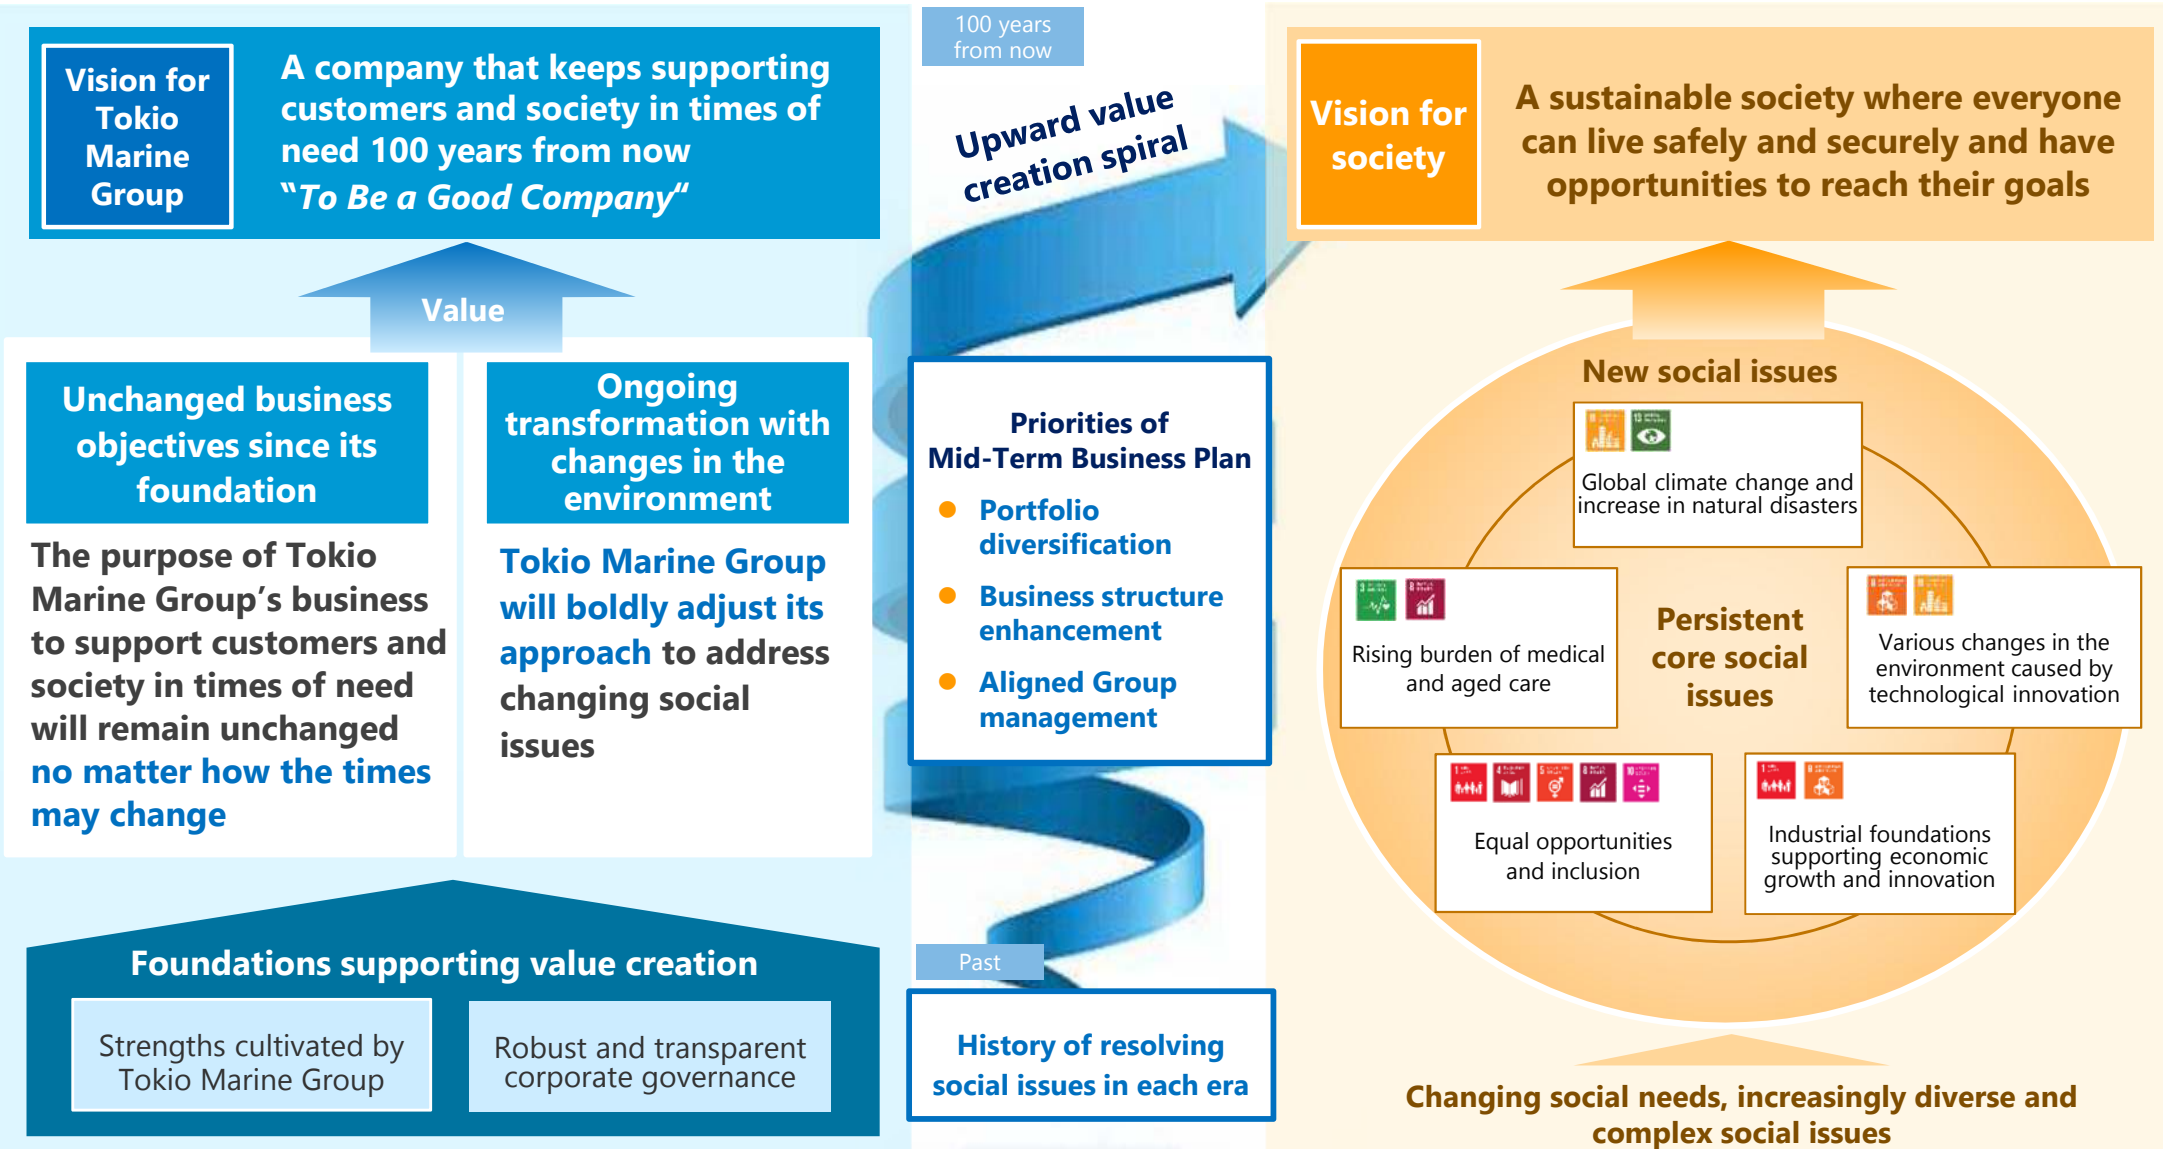 Vision for
Tokio
Marine
Group
A company that keeps supporting
customers and society in times of
need 100 years from now
“To Be a Good Company“
Value
Unchanged business
objectives since its
foundation
The purpose of Tokio
Marine Group’s business
to support customers and
society in times of need
will remain unchanged
no matter how the times
may change
Ongoing
transformation with
changes in the
environment
Tokio Marine Group
will boldly adjust its
approach to address
changing social
issues
Foundations supporting value creation
Strengths cultivated by
Tokio Marine Group
Robust and transparent
corporate governance
100 years
from now
Upward value
creation spiral
Priorities of
Mid-Term Business Plan
● Portfolio
diversification
● Business structure
enhancement
● Aligned Group
management
Past
History of resolving
social issues in each era
Vision for
society
A sustainable society where everyone
can live safely and securely and have
opportunities to reach their goals
New social issues
Global climate change and
increase in natural disasters
Rising burden of medical
and aged care
Persistent
core social
issues
Various changes in the
environment caused by
technological innovation
Equal opportunities
and inclusion
Industrial foundations
supporting economic
growth and innovation
Changing social needs, increasingly diverse and
complex social issues